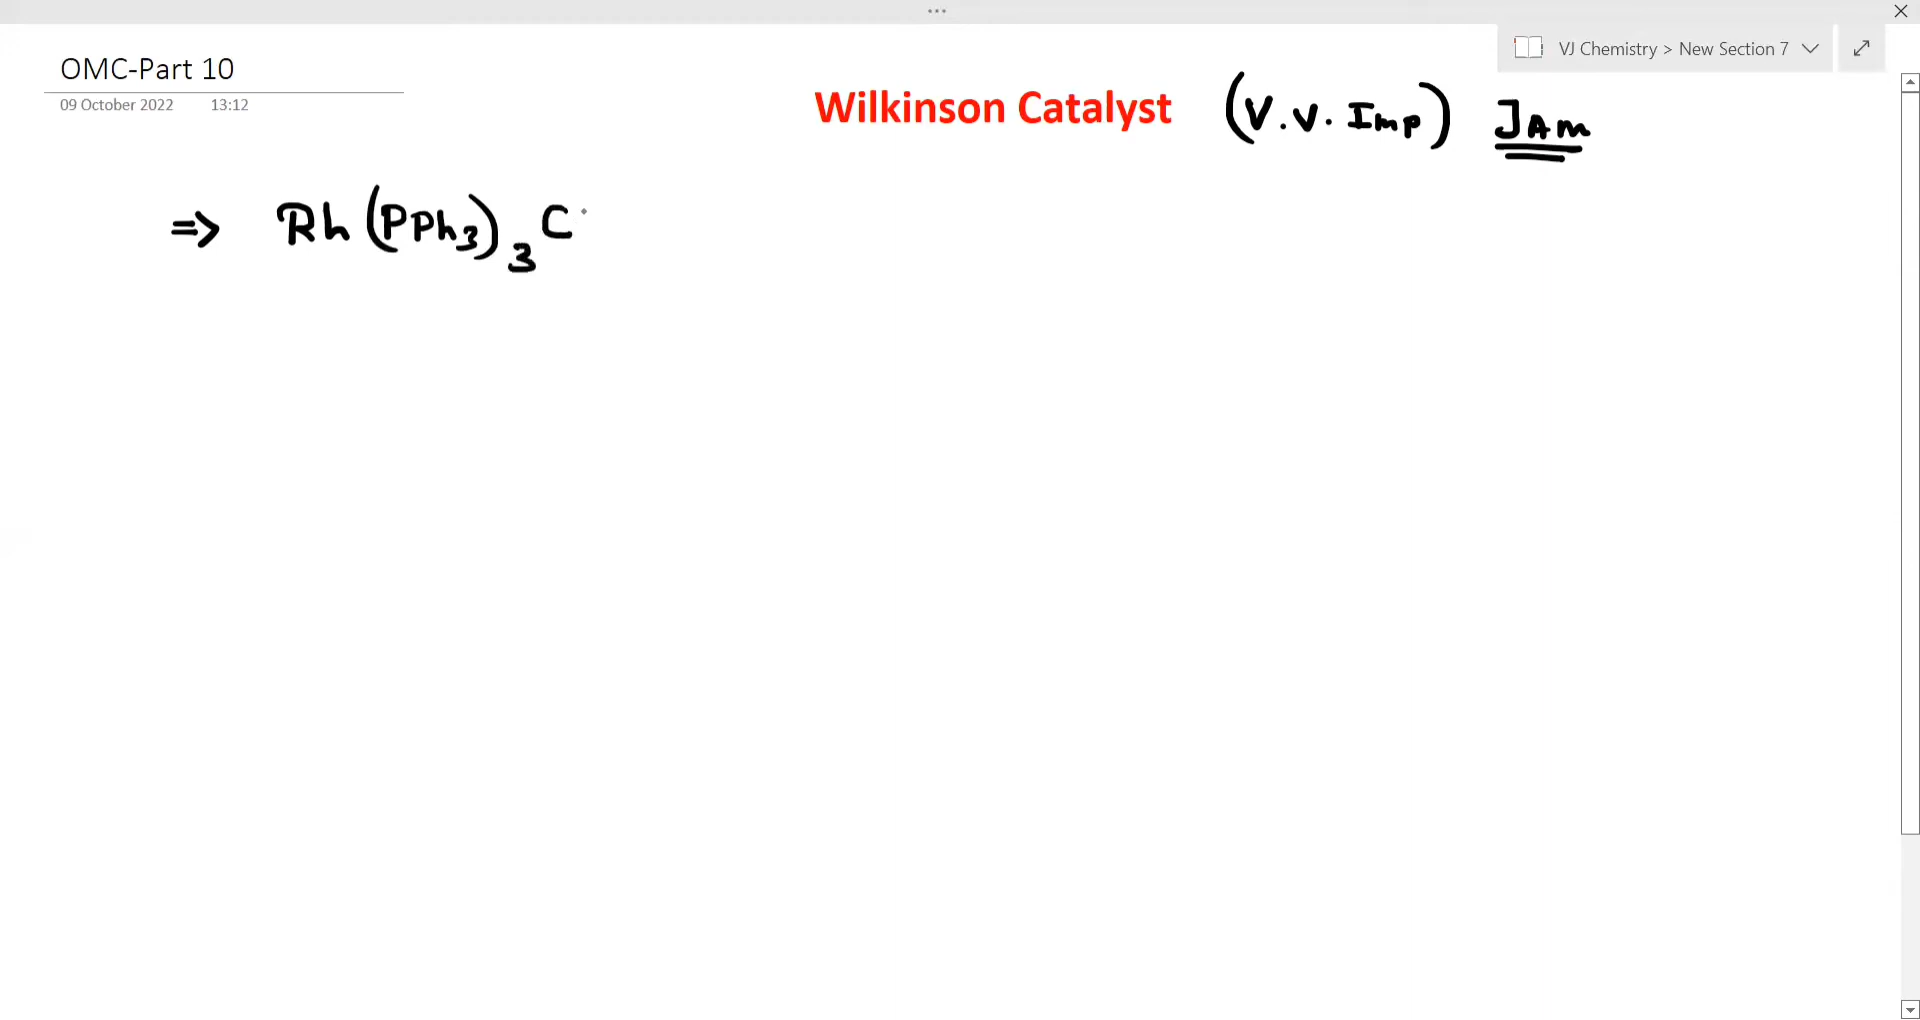 VJ Chemistry > New Section 7
OMC-Part 10
09 October 2022 13:12
Wilkinson Catalyst (V.V. Imp) JAM
⇒ Rh(PPh₃)₃C